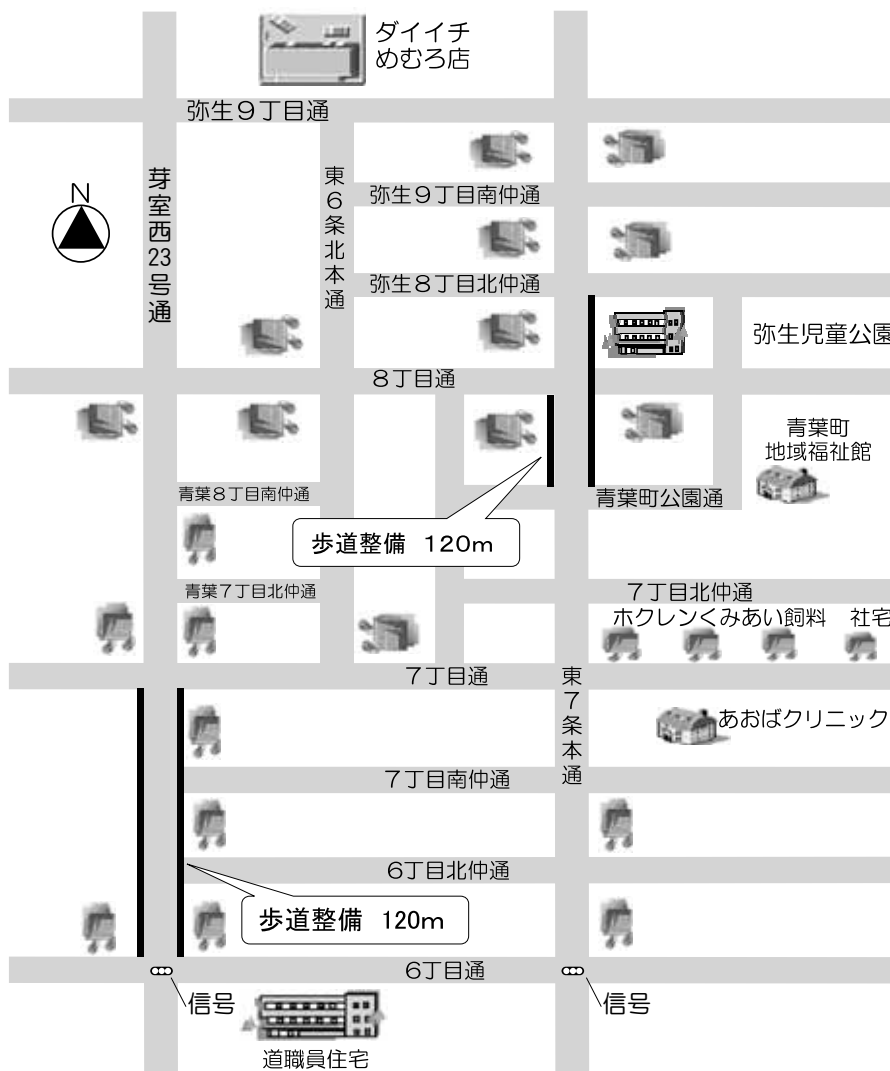 ダイイチ
めむろ店
弥生９丁目通
N
芽室西23号通
東６条北本通
弥生９丁目南仲通
弥生８丁目北仲通
弥生児童公園
８丁目通
青葉町
地域福祉館
青葉８丁目南仲通
青葉町公園通
歩道整備　120m
青葉７丁目北仲通
７丁目北仲通
ホクレンくみあい飼料　社宅
７丁目通
東７条本通
あおばクリニック
７丁目南仲通
６丁目北仲通
歩道整備　120m
６丁目通
信号
信号
道職員住宅